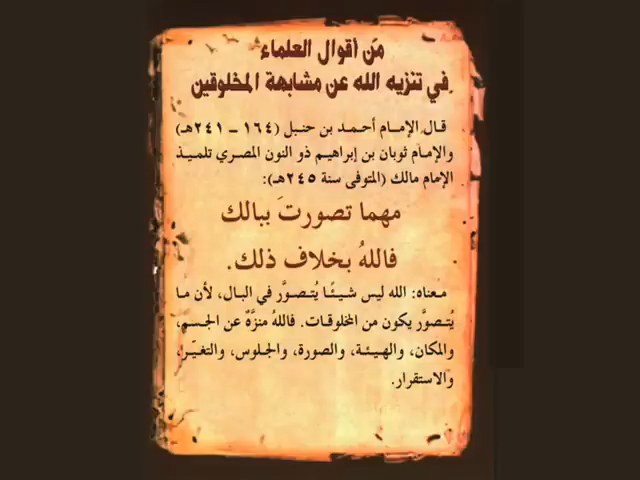 من أقوال العلماء
في تنزيه الله عن مشابهة المخلوقين
قال الإمام أحمد بن حنبل (١٦٤ - ٢٤١هـ)
والإمام ثوبان بن إبراهيم ذو النون المصري تلميذ
الإمام مالك (المتوفى سنة ٢٤٥هـ):
مهما تصورتَ ببالك
فاللهُ بخلاف ذلك.
معناه: الله ليس شيئًا يُتصوَّر في البال، لأن ما
يُتصوَّر يكون من المخلوقات. فاللهُ منزَّهٌ عن الجسم،
والمكان، والهيئة، والصورة، والجلوس، والتغيّر،
والاستقرار.